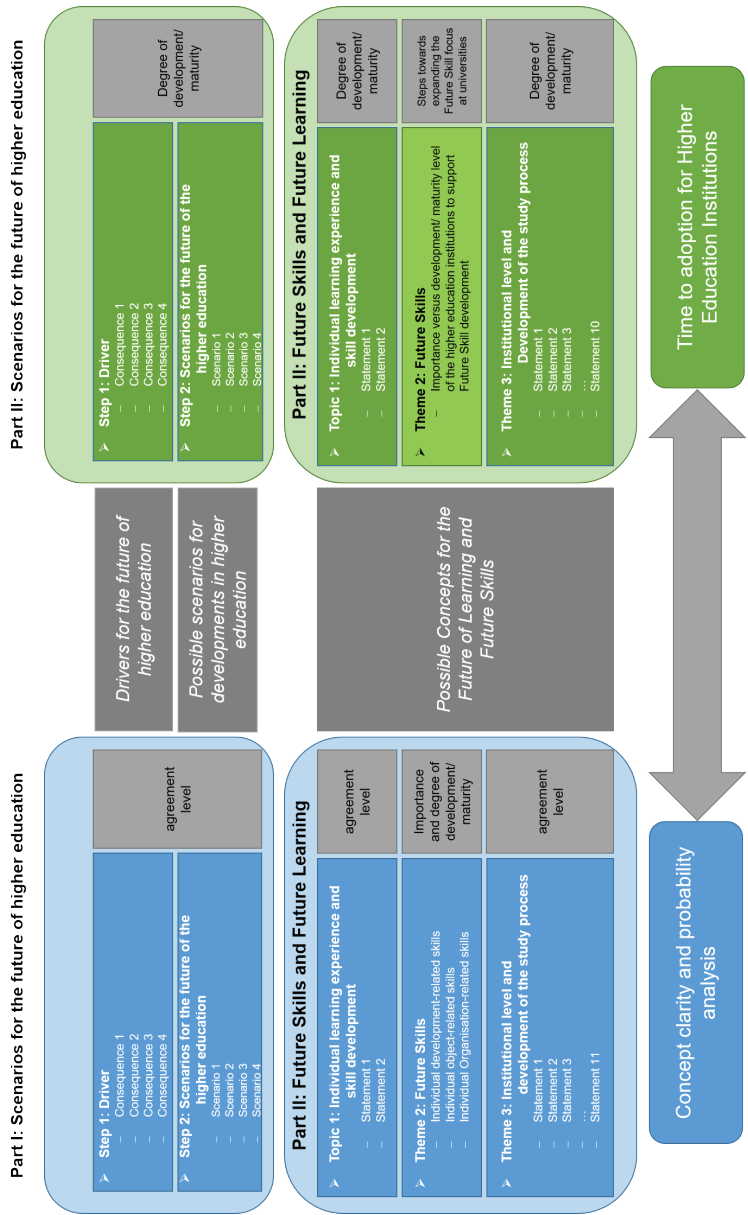 Part I: Scenarios for the future of higher education
➢ Step 1: Driver
– Consequence 1
– Consequence 2
– Consequence 3
– Consequence 4
➢ Step 2: Scenarios for the future of the
higher education
– Scenario 1
– Scenario 2
– Scenario 3
– Scenario 4
agreement
level
Part II: Future Skills and Future Learning
➢ Topic 1: Individual learning experience and
skill development
– Statement 1
– Statement 2
agreement
level
➢ Theme 2: Future Skills
– Individual development-related skills
– Individual object-related skills
– Individual Organisation-related skills
Importance
and degree of
development/
maturity
➢ Theme 3: Institutional level and
development of the study process
– Statement 1
– Statement 2
– Statement 3
– ...
– Statement 11
agreement
level
Concept clarity and probability
analysis
Drivers for the future of
higher education
Possible scenarios for
developments in higher
education
Possible Concepts for the
Future of Learning and
Future Skills
Part II: Scenarios for the future of higher education
➢ Step 1: Driver
– Consequence 1
– Consequence 2
– Consequence 3
– Consequence 4
➢ Step 2: Scenarios for the future of the
higher education
– Scenario 1
– Scenario 2
– Scenario 3
– Scenario 4
Degree of
development/
maturity
Part II: Future Skills and Future Learning
➢ Topic 1: Individual learning experience and
skill development
– Statement 1
– Statement 2
Degree of
development/
maturity
➢ Theme 2: Future Skills
– Importance versus development/ maturity level
of the higher education institutions to support
Future Skill development
Steps towards
expanding the
Future Skill focus
at universities
➢ Theme 3: Institutional level and
Development of the study process
– Statement 1
– Statement 2
– Statement 3
– ...
– Statement 10
Degree of
development/
maturity
Time to adoption for Higher
Education Institutions